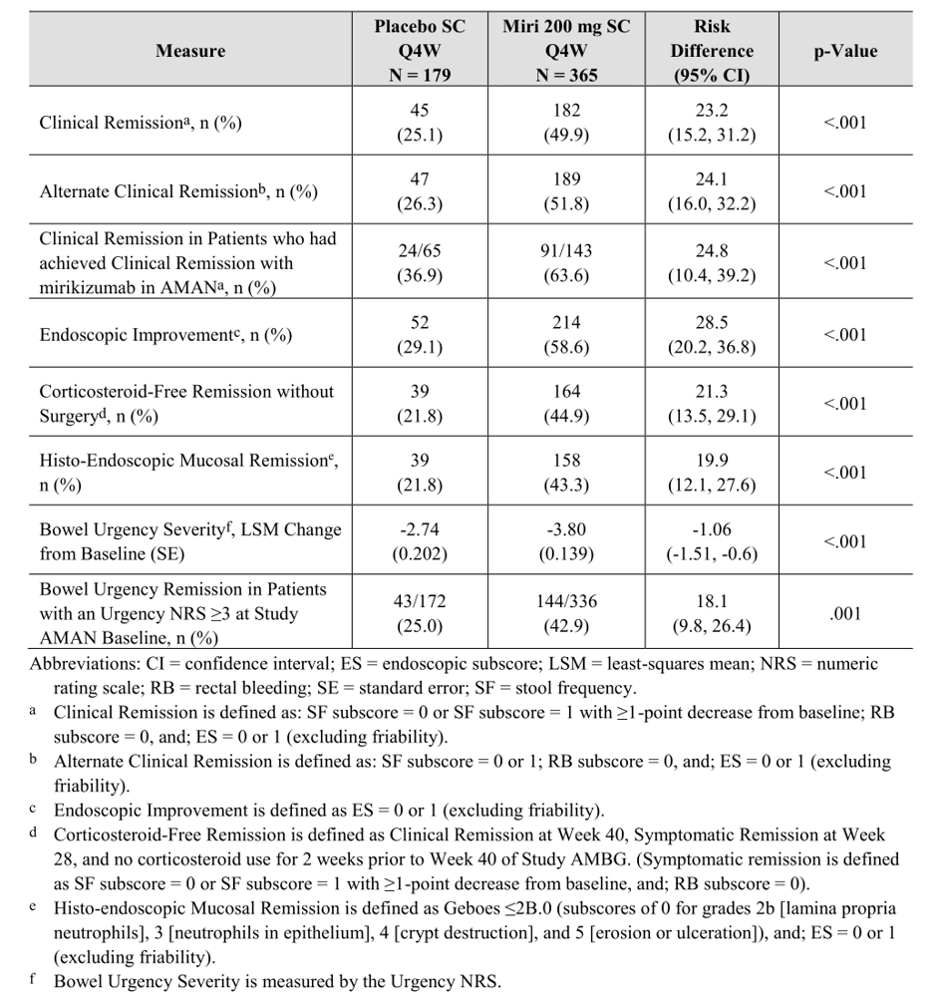 Measure
Placebo SC
Q4W
N = 179
Miri 200 mg SC
Q4W
N = 365
Risk
Difference
(95% CI)
p-Value
Clinical Remissionᵃ, n (%)
45
(25.1)
182
(49.9)
23.2
(15.2, 31.2)
<.001
Alternate Clinical Remissionᵇ, n (%)
47
(26.3)
189
(51.8)
24.1
(16.0, 32.2)
<.001
Clinical Remission in Patients who had
achieved Clinical Remission with
mirikizumab in AMANᵃ, n (%)
24/65
(36.9)
91/143
(63.6)
24.8
(10.4, 39.2)
<.001
Endoscopic Improvementᶜ, n (%)
52
(29.1)
214
(58.6)
28.5
(20.2, 36.8)
<.001
Corticosteroid-Free Remission without
Surgeryᵈ, n (%)
39
(21.8)
164
(44.9)
21.3
(13.5, 29.1)
<.001
Histo-Endoscopic Mucosal Remissionᵉ,
n (%)
39
(21.8)
158
(43.3)
19.9
(12.1, 27.6)
<.001
Bowel Urgency Severityᶠ, LSM Change
from Baseline (SE)
-2.74
(0.202)
-3.80
(0.139)
-1.06
(-1.51, -0.6)
<.001
Bowel Urgency Remission in Patients
with an Urgency NRS ≥3 at Study
AMAN Baseline, n (%)
43/172
(25.0)
144/336
(42.9)
18.1
(9.8, 26.4)
.001
Abbreviations: CI = confidence interval; ES = endoscopic subscore; LSM = least-squares mean; NRS = numeric
rating scale; RB = rectal bleeding; SE = standard error; SF = stool frequency.
a Clinical Remission is defined as: SF subscore = 0 or SF subscore = 1 with ≥1-point decrease from baseline; RB
subscore = 0, and; ES = 0 or 1 (excluding friability).
b Alternate Clinical Remission is defined as: SF subscore = 0 or 1; RB subscore = 0, and; ES = 0 or 1 (excluding
friability).
c Endoscopic Improvement is defined as ES = 0 or 1 (excluding friability).
d Corticosteroid-Free Remission is defined as Clinical Remission at Week 40, Symptomatic Remission at Week
28, and no corticosteroid use for 2 weeks prior to Week 40 of Study AMBG. (Symptomatic remission is defined
as SF subscore = 0 or SF subscore = 1 with ≥1-point decrease from baseline, and; RB subscore = 0).
e Histo-endoscopic Mucosal Remission is defined as Geboes ≤2B.0 (subscores of 0 for grades 2b [lamina propria
neutrophils], 3 [neutrophils in epithelium], 4 [crypt destruction], and 5 [erosion or ulceration]), and; ES = 0 or 1
(excluding friability).
f Bowel Urgency Severity is measured by the Urgency NRS.